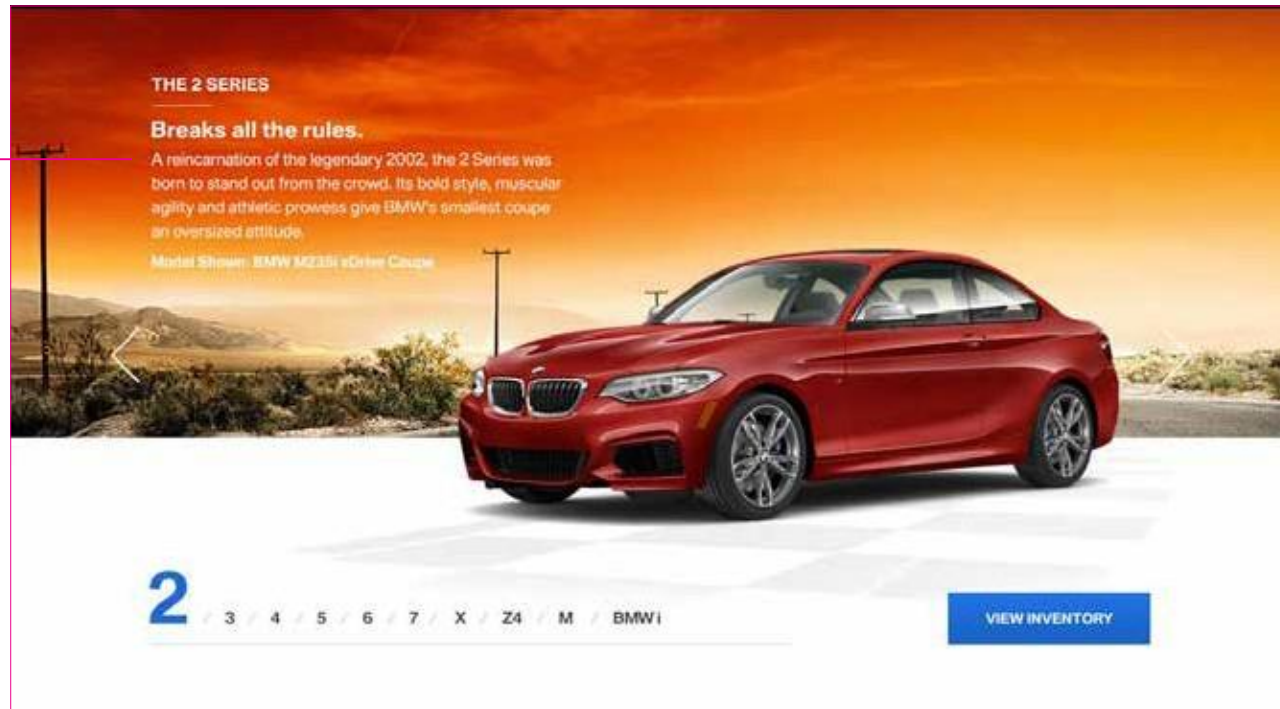 THE 2 SERIES
Breaks all the rules.
A reincarnation of the legendary 2002, the 2 Series was
born to stand out from the crowd. Its bold style, muscular
agility and athletic prowess give BMW's smallest coupe
an oversized attitude.
Model Shown: BMW M235i xDrive Coupe
2 / 3 / 4 / 5 / 6 / 7 / X / Z4 / M / BMW i
VIEW INVENTORY